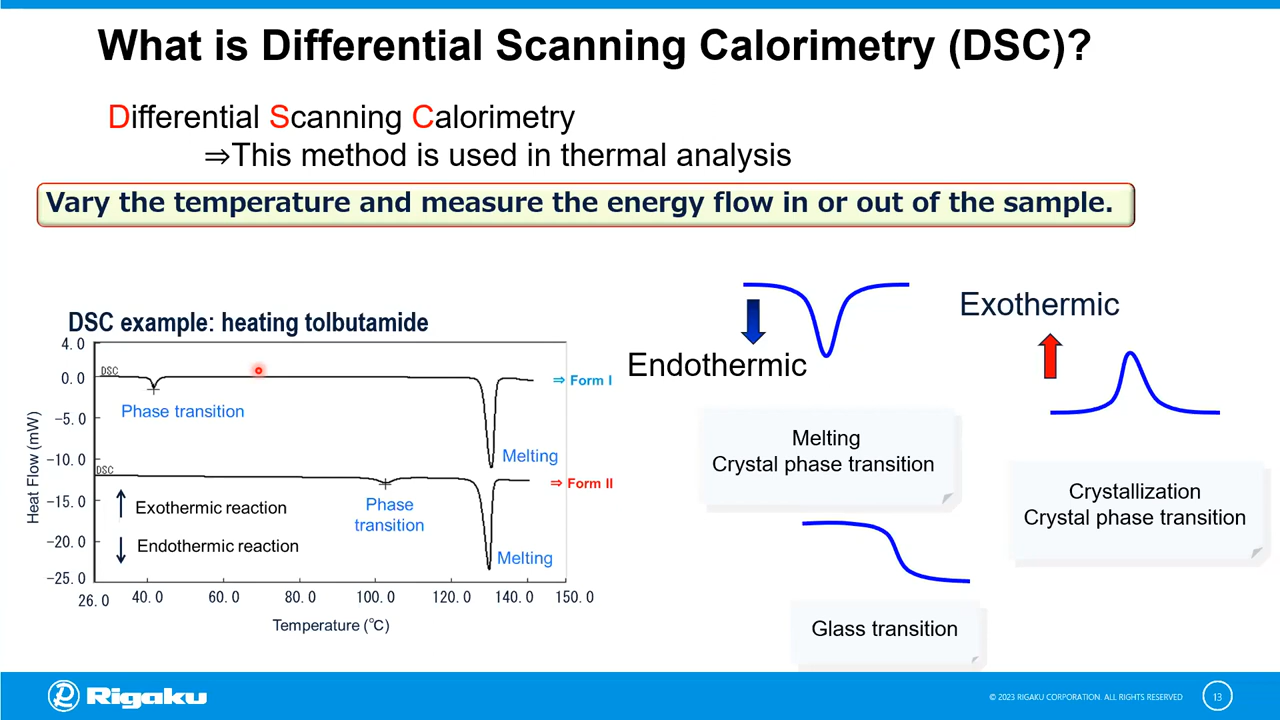 What is Differential Scanning Calorimetry (DSC)?
Differential Scanning Calorimetry
⇒This method is used in thermal analysis
Vary the temperature and measure the energy flow in or out of the sample.
DSC example: heating tolbutamide
4.0
0.0
-5.0
-10.0
-15.0
-20.0
-25.0
Heat Flow (mW)
DSC
⇒ Form I
Phase transition
Melting
DSC
⇒ Form II
Phase
transition
Exothermic reaction
Endothermic reaction
Melting
26.0 40.0 60.0 80.0 100.0 120.0 140.0 150.0
Temperature (℃)
Endothermic
Exothermic
Melting
Crystal phase transition
Crystallization
Crystal phase transition
Glass transition
Rigaku
© 2023 RIGAKU CORPORATION. ALL RIGHTS RESERVED
13